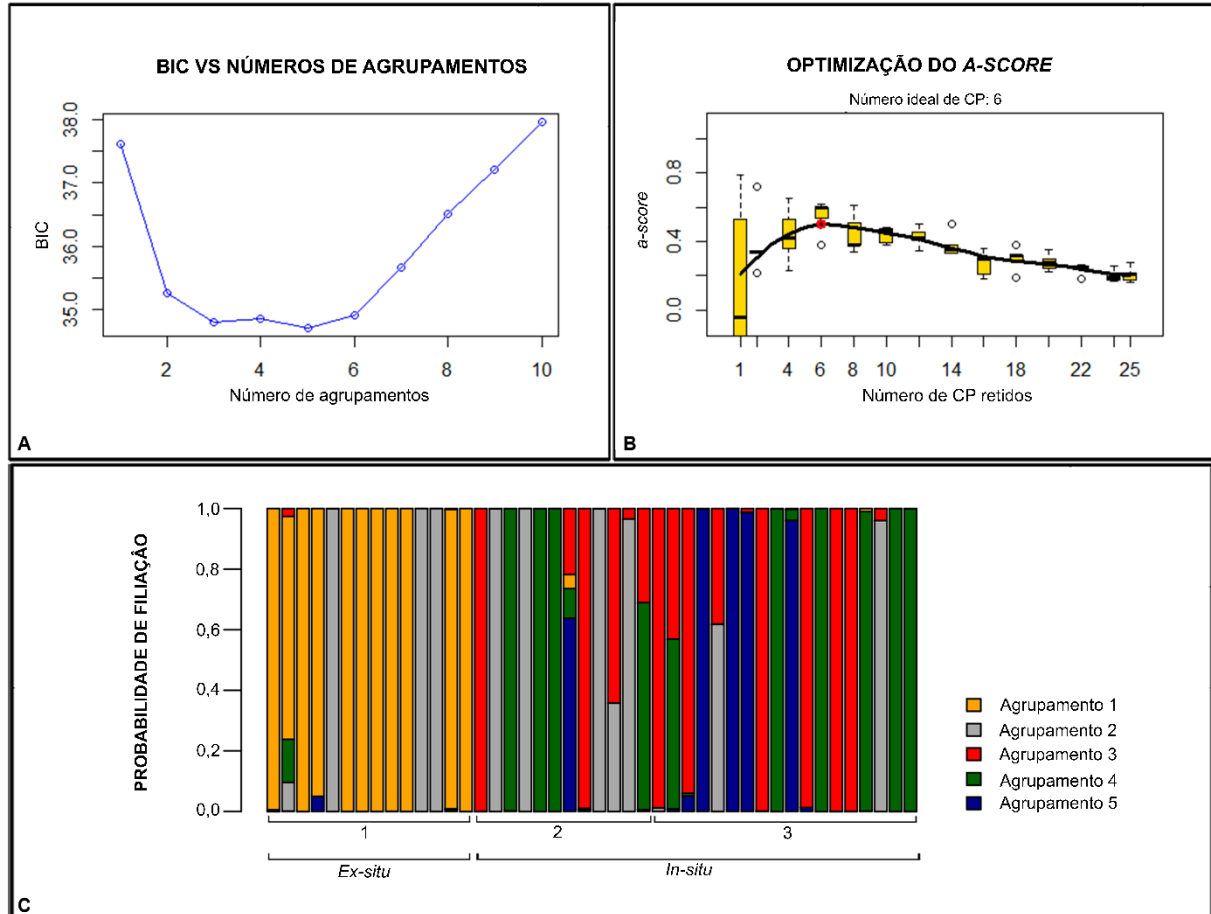 BIC VS NÚMEROS DE AGRUPAMENTOS
38.0
37.0
36.0
35.0
BIC
2
4
6
8
10
Número de agrupamentos
A
OPTIMIZAÇÃO DO A-SCORE
Número ideal de CP: 6
0.8
0.4
0.0
a-score
1
4
6
8
10
14
18
22
25
Número de CP retidos
B
PROBABILIDADE DE FILIAÇÂO
1,0
0,8
0,6
0,4
0,2
0,0
1
2
3
Ex-situ
In-situ
Agrupamento 1
Agrupamento 2
Agrupamento 3
Agrupamento 4
Agrupamento 5
C